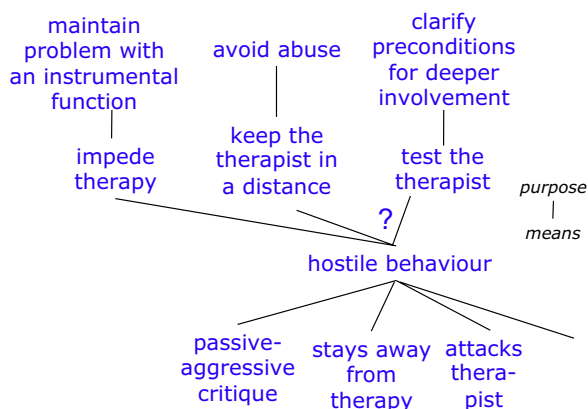 maintain
problem with
an instrumental
function
avoid abuse
clarify
preconditions
for deeper
involvement
impede
therapy
keep the
therapist in
a distance
test the
therapist
purpose
means
?
hostile behaviour
passive-
aggressive
critique
stays away
from
therapy
attacks
thera-
pist